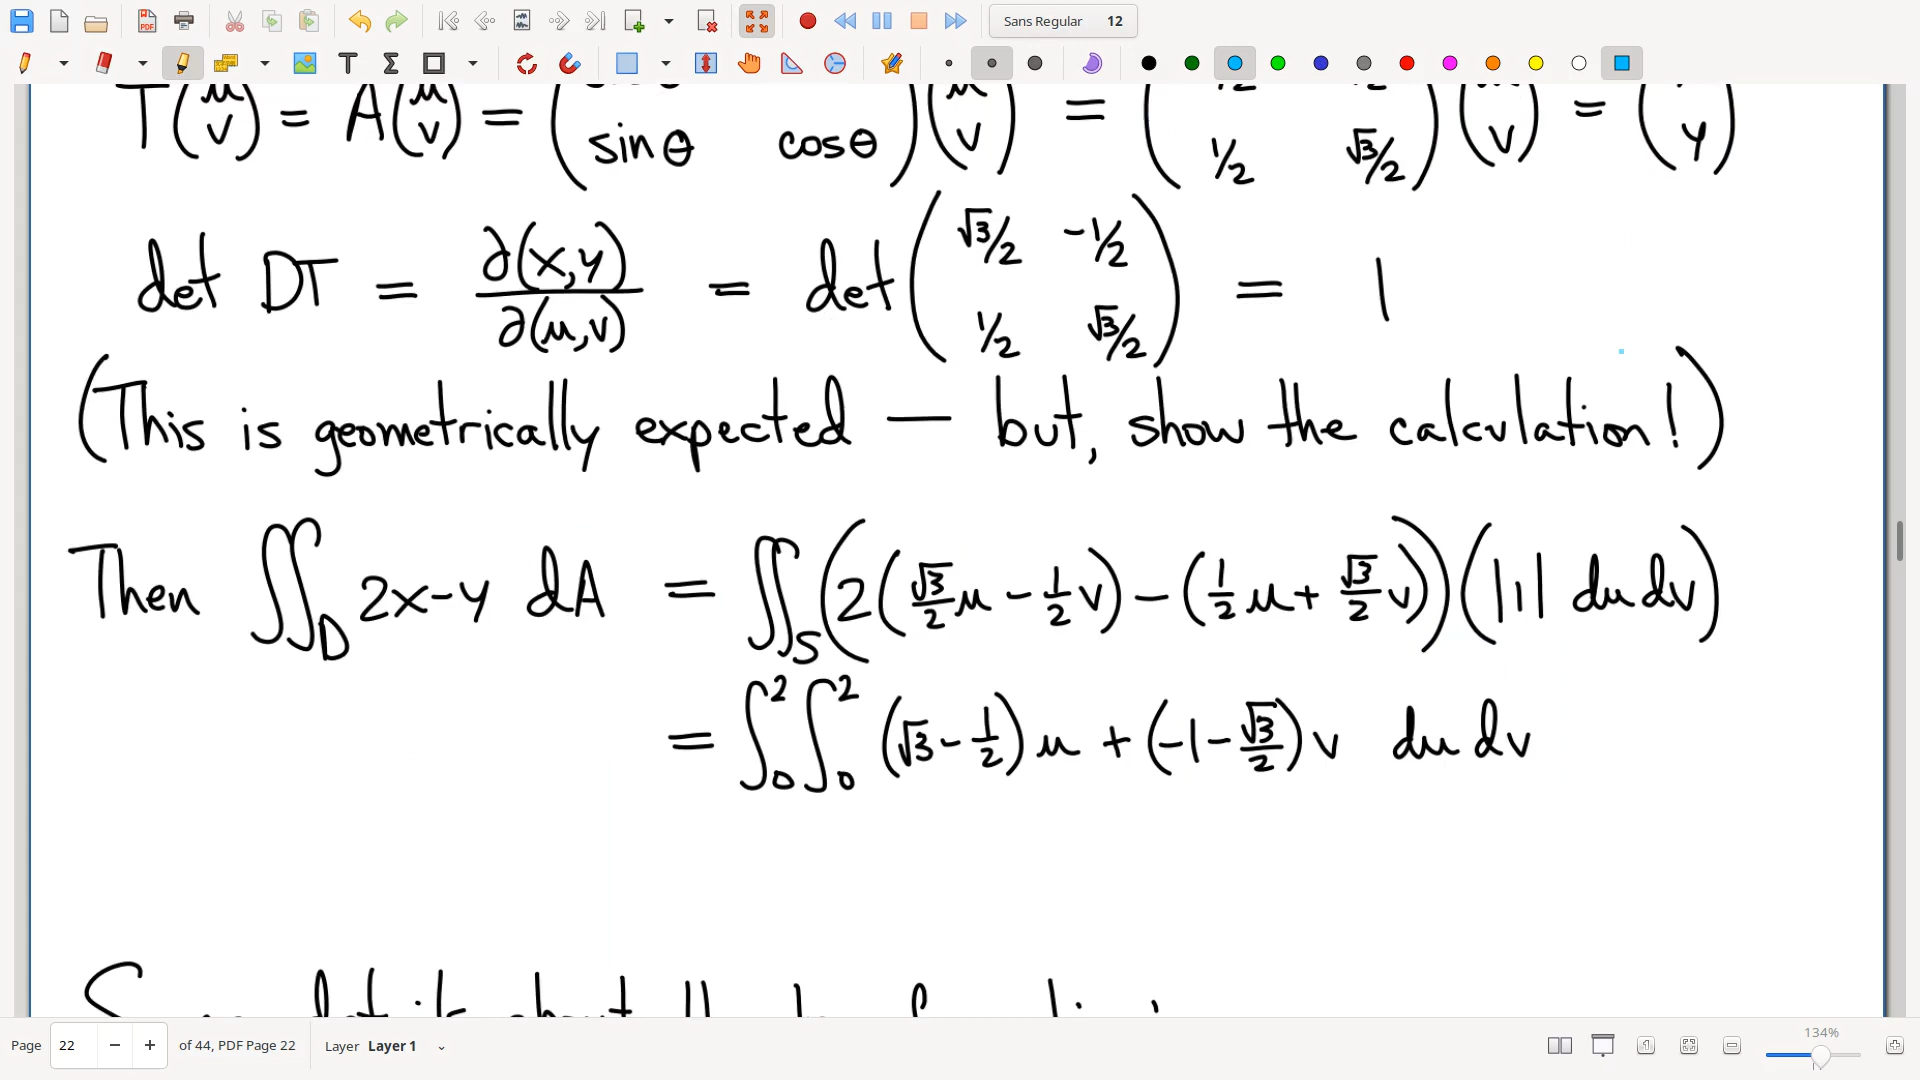 Sans Regular 12
T(u v) = A(u v) = ( sinθ cosθ)(u v) = ( 1/2 √3/2)( v) = ( y)
det DT = ∂(x,y)/∂(u,v) = det(√3/2 -1/2 1/2 √3/2) = 1
(This is geometrically expected — but, show the calculation!)
Then ∬_D 2x-y dA = ∬_S (2(√3/2 u - 1/2 v) - (1/2 u + √3/2 v))(|1| du dv)
= ∫_0^2 ∫_0^2 (√3 - 1/2)u + (-1 - √3/2)v du dv
Page 22 − + of 44, PDF Page 22 Layer Layer 1 134%